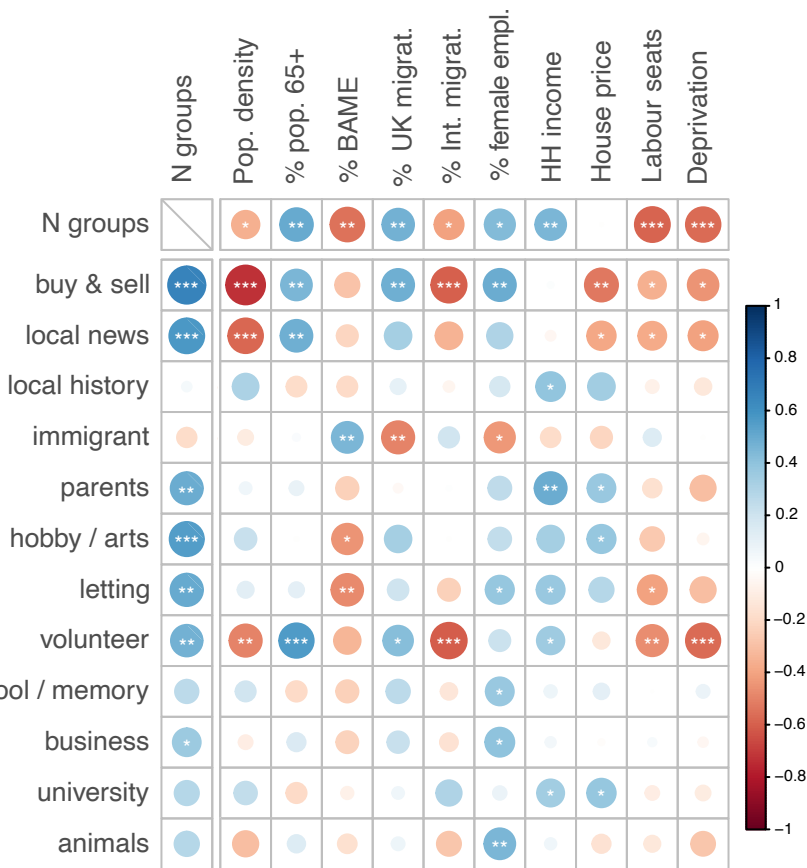 N groups
Pop. density
% pop. 65+
% BAME
% UK migrat.
% Int. migrat.
% female empl.
HH income
House price
Labour seats
Deprivation
N groups * ** ** ** * * ** *** ***
buy & sell *** *** ** ** *** ** ** * *
local news *** *** ** * * *
local history *
immigrant ** ** *
parents ** ** *
hobby / arts *** * *
letting ** ** * * *
volunteer ** ** *** * *** * ** ***
ool / memory *
business * *
university * *
animals **
1
0.8
0.6
0.4
0.2
0
−0.2
−0.4
−0.6
−0.8
−1